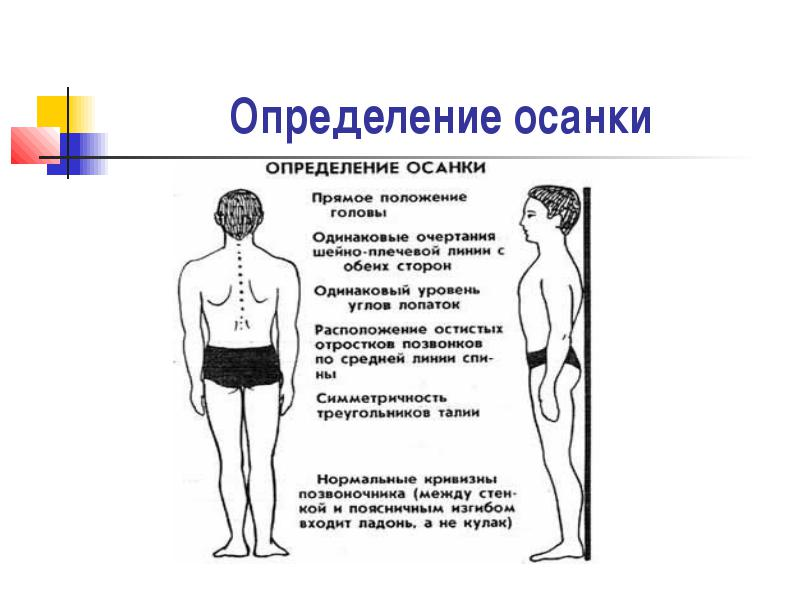 Определение осанки
ОПРЕДЕЛЕНИЕ ОСАНКИ
Прямое положение
головы
Одинаковые очертания
шейно-плечевой линии с
обеих сторон
Одинаковый уровень
углов лопаток
Расположение остистых
отростков позвонков
по средней линии спи-
ны
Симметричность
треугольников талии
Нормальные кривизны
позвоночника (между стен-
кой и поясничным изгибом
входит ладонь, а не кулак)